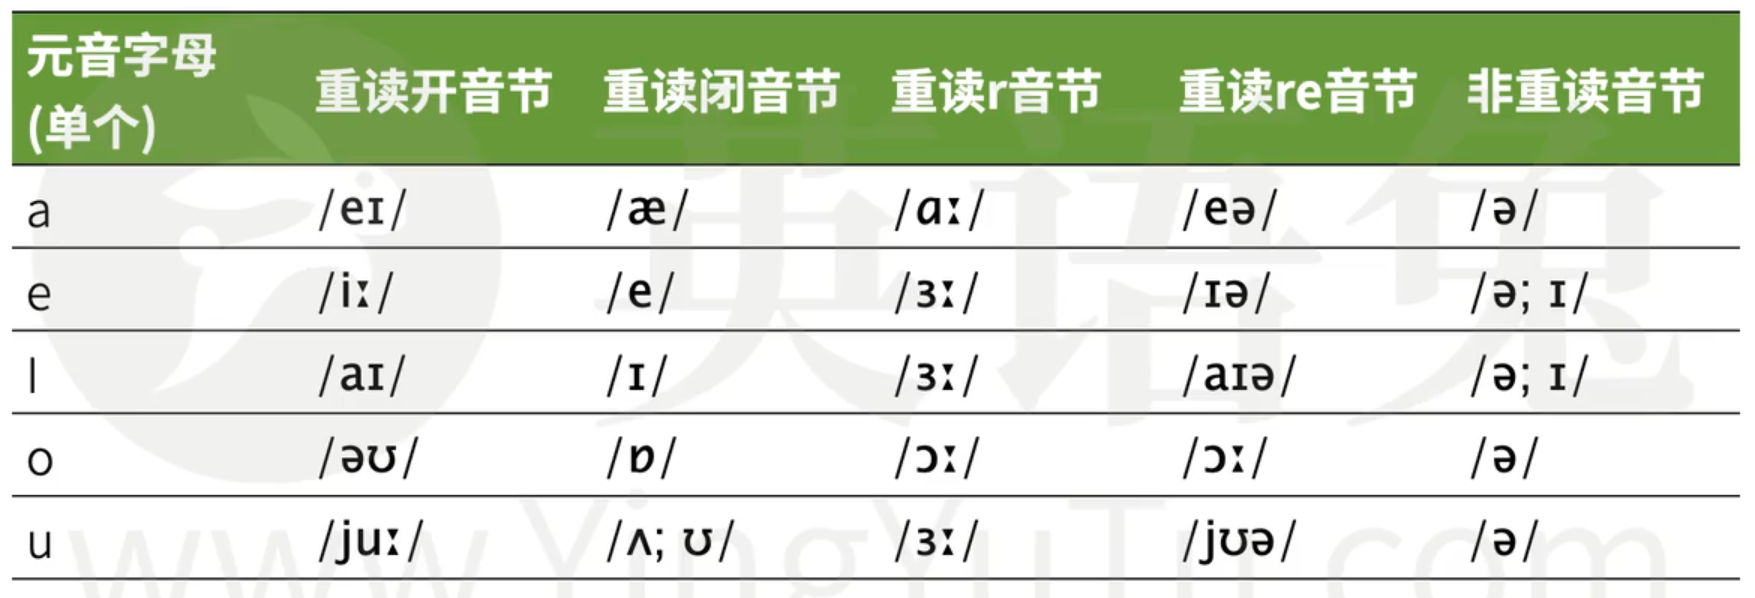 元音字母
(单个) 重读开音节 重读闭音节 重读r音节 重读re音节 非重读音节
a /eɪ/ /æ/ /ɑː/ /eə/ /ə/
e /iː/ /e/ /ɜː/ /ɪə/ /ə; ɪ/
l /aɪ/ /ɪ/ /ɜː/ /aɪə/ /ə; ɪ/
o /əʊ/ /ɒ/ /ɔː/ /ɔː/ /ə/
u /juː/ /ʌ; ʊ/ /ɜː/ /jʊə/ /ə/
英语兔
www.YingYuTu.com